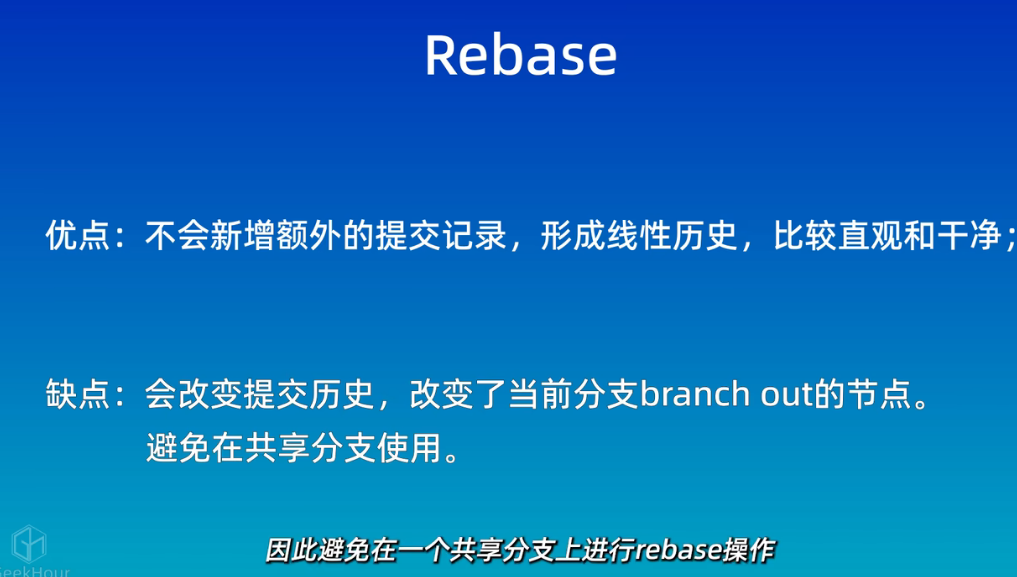 Rebase
优点：不会新增额外的提交记录，形成线性历史，比较直观和干净；
缺点：会改变提交历史，改变了当前分支branch out的节点。
避免在共享分支使用。
因此避免在一个共享分支上进行rebase操作
GeekHour